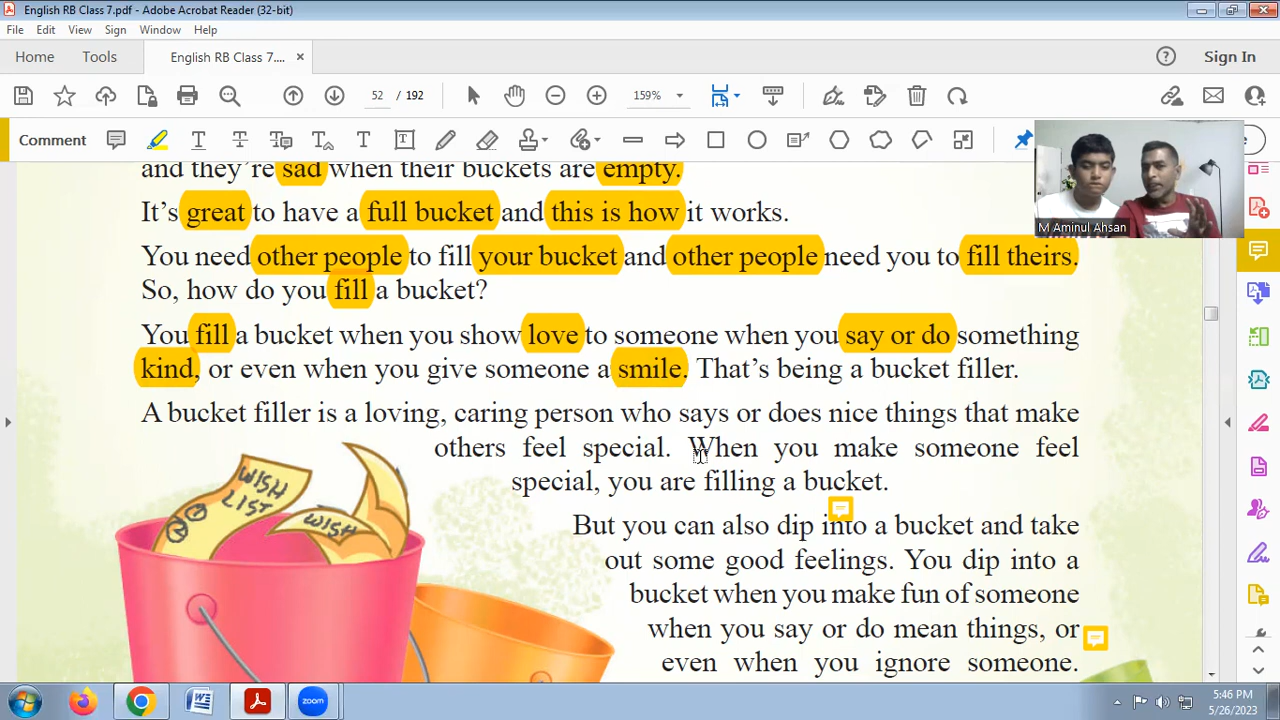 English RB Class 7.pdf - Adobe Acrobat Reader (32-bit)
File Edit View Sign Window Help
Home Tools English RB Class 7.... × Sign In
52 / 192 159%
Comment
M Aminul Ahsan
and they're sad when their buckets are empty.
It's great to have a full bucket and this is how it works.
You need other people to fill your bucket and other people need you to fill theirs.
So, how do you fill a bucket?
You fill a bucket when you show love to someone when you say or do something
kind, or even when you give someone a smile. That's being a bucket filler.
A bucket filler is a loving, caring person who says or does nice things that make
others feel special. When you make someone feel
special, you are filling a bucket.
But you can also dip into a bucket and take
out some good feelings. You dip into a
bucket when you make fun of someone
when you say or do mean things, or
even when you ignore someone.
WISH
LIST
WISH
zoom
5:46 PM
5/26/2023